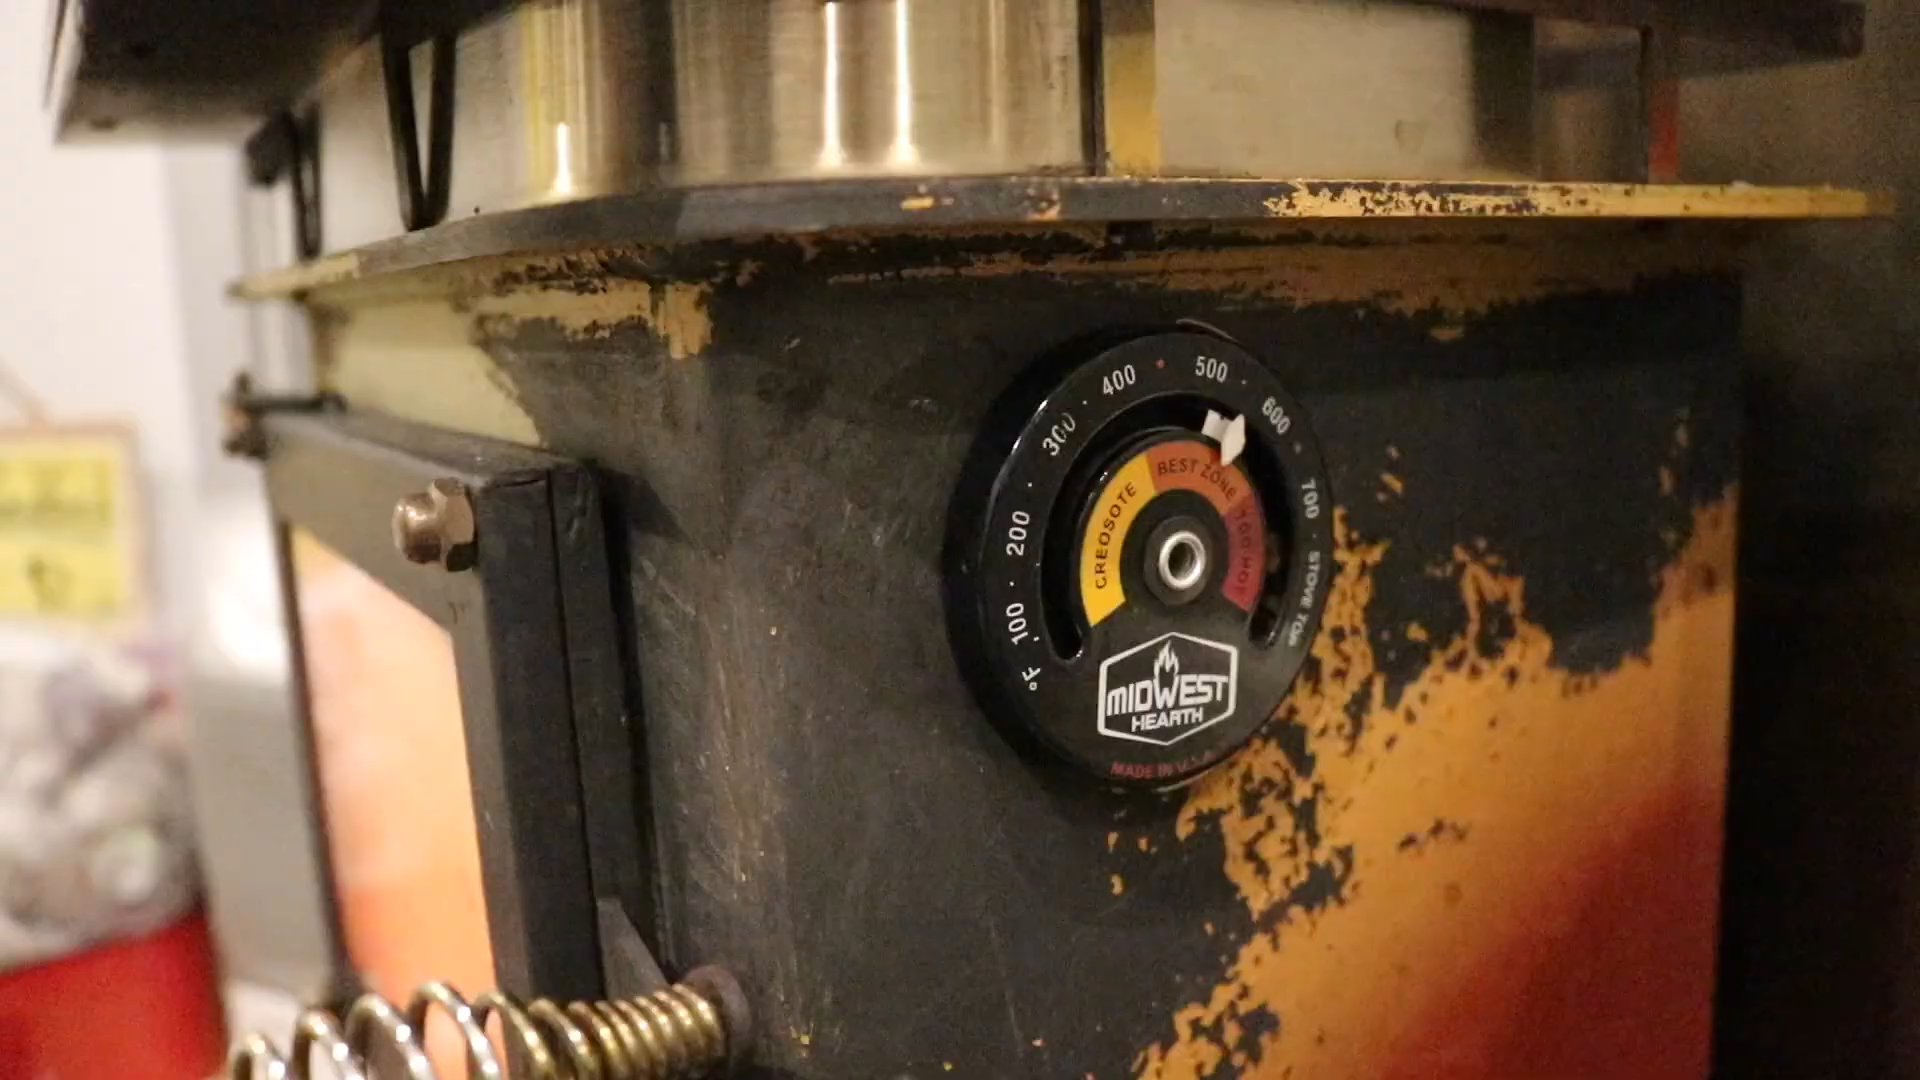 °F 100 · 200 · 300 · 400 · 500 · 600 · 700 · STOVE TOP
CREOSOTE BEST ZONE TOO HOT
MIDWEST
HEARTH
MADE IN U.S.A.